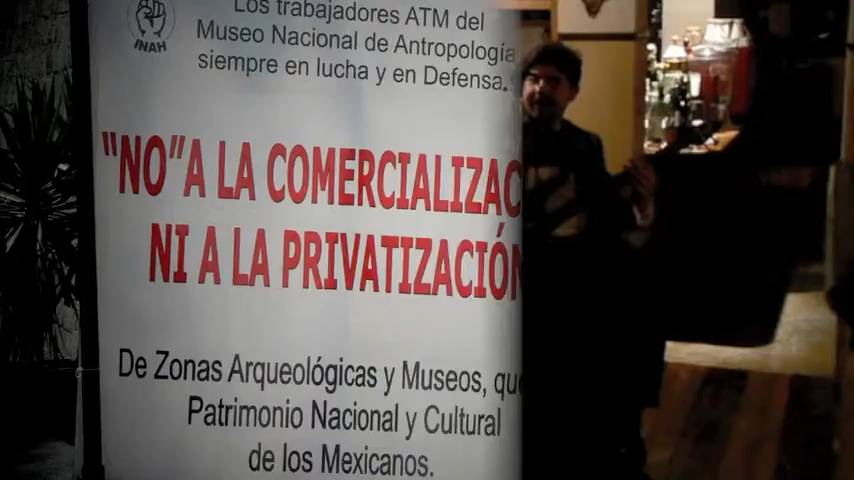 INAH
Los trabajadores ATM del
Museo Nacional de Antropología
siempre en lucha y en Defensa.
"NO" A LA COMERCIALIZAC
NI A LA PRIVATIZACIÓN
De Zonas Arqueológicas y Museos, que
Patrimonio Nacional y Cultural
de los Mexicanos.